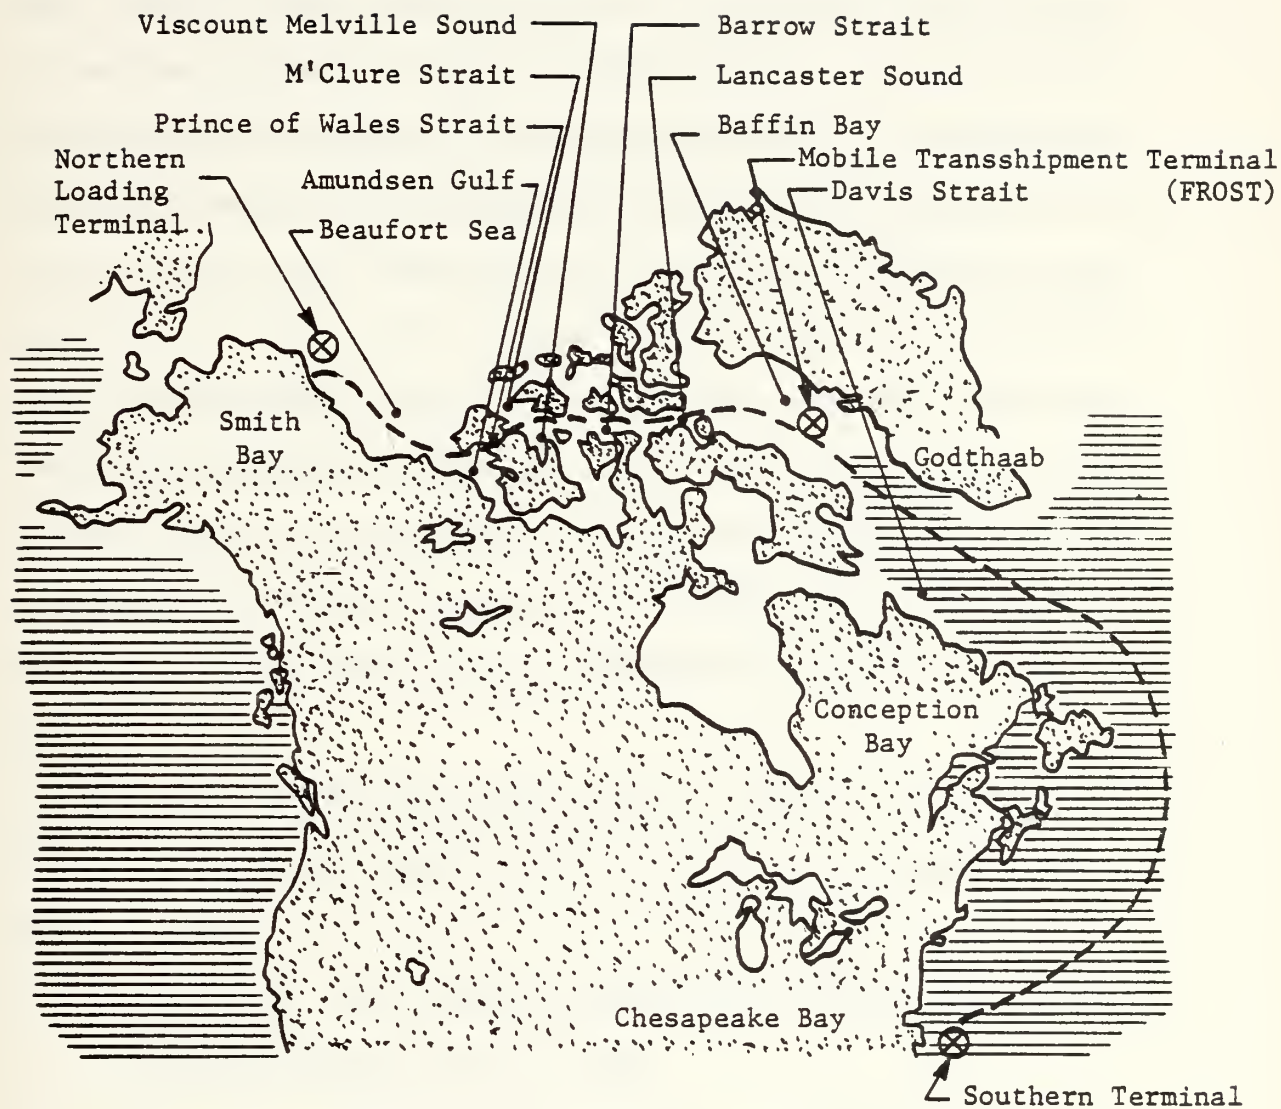 Viscount Melville Sound
Barrow Strait
M'Clure Strait
Lancaster Sound
Prince of Wales Strait
Baffin Bay
Northern
Loading
Terminal
Amundsen Gulf
Mobile Transshipment Terminal
(FROST)
Davis Strait
Beaufort Sea
Smith
Bay
Godthaab
Conception
Bay
Chesapeake Bay
Southern Terminal